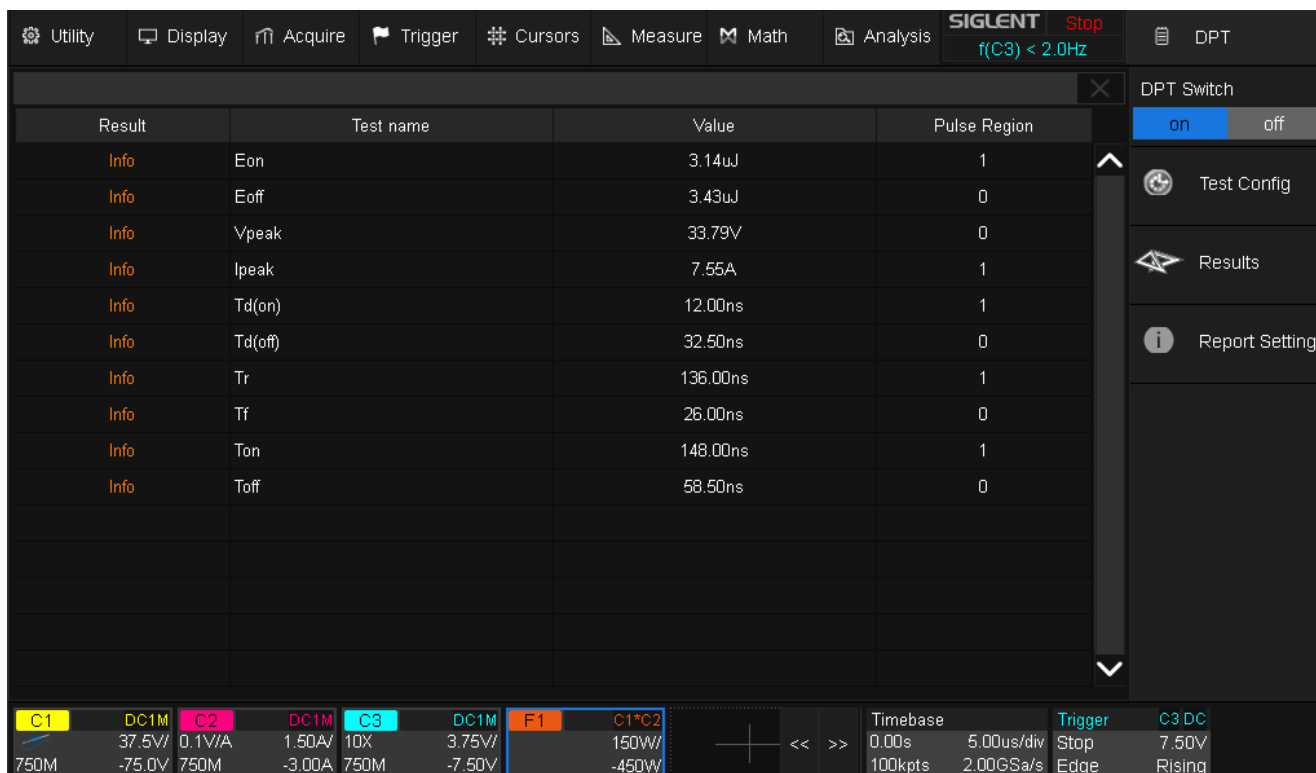 Utility Display Acquire Trigger Cursors Measure Math Analysis SIGLENT Stop DPT
f(C3) < 2.0Hz
DPT Switch
on off
Result Test name Value Pulse Region
Info Eon 3.14uJ 1
Info Eoff 3.43uJ 0
Test Config
Info Vpeak 33.79V 0
Info Ipeak 7.55A 1
Results
Info Td(on) 12.00ns 1
Info Td(off) 32.50ns 0
Report Setting
Info Tr 136.00ns 1
Info Tf 26.00ns 0
Info Ton 148.00ns 1
Info Toff 58.50ns 0
C1 DC1M C2 DC1M C3 DC1M F1 C1*C2 Timebase Trigger C3 DC
37.5V/ 0.1V/A 1.50A/ 10X 3.75V/ 150W/ << >> 0.00s 5.00us/div Stop 7.50V
750M -75.0V 750M -3.00A 750M -7.50V -450W 100kpts 2.00GSa/s Edge Rising